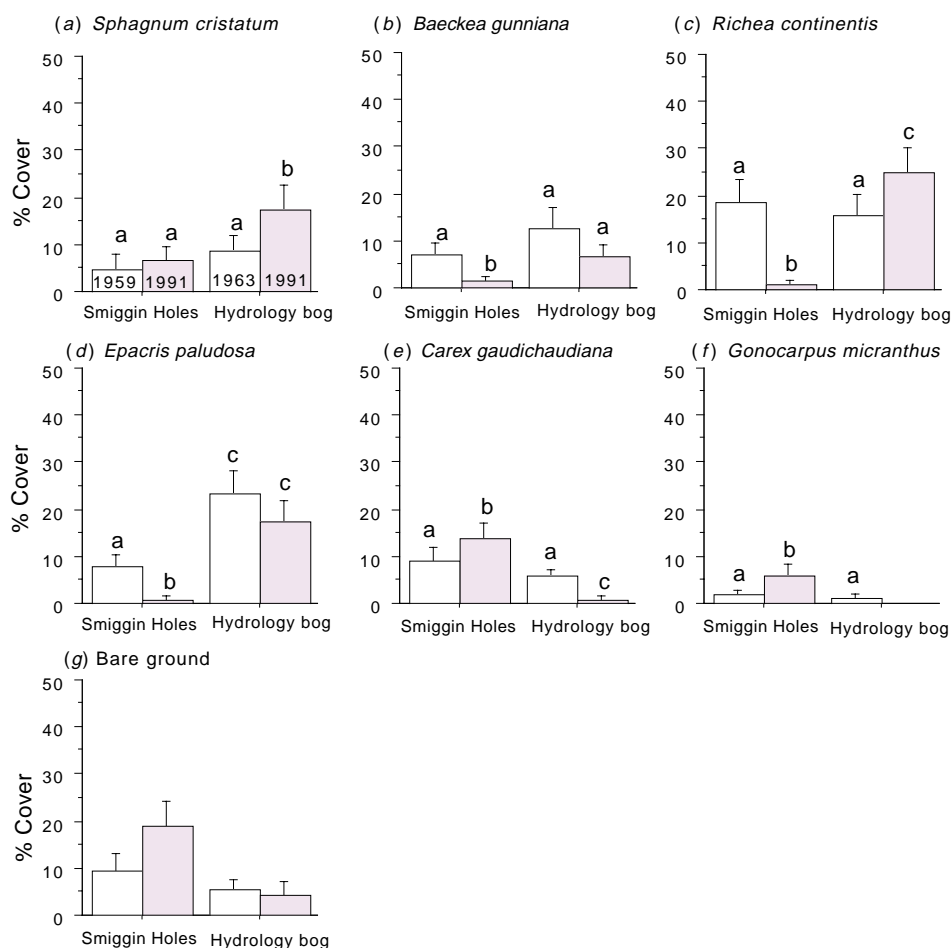 (a) Sphagnum cristatum
50
40
30
20
10
0
% Cover
a
a
a
b
1959
1991
1963
1991
Smiggin Holes
Hydrology bog
(b) Baeckea gunniana
50
40
30
20
10
0
a
b
a
a
Smiggin Holes
Hydrology bog
(c) Richea continentis
50
40
30
20
10
0
a
b
a
c
Smiggin Holes
Hydrology bog
(d) Epacris paludosa
50
40
30
20
10
0
% Cover
a
b
c
c
Smiggin Holes
Hydrology bog
(e) Carex gaudichaudiana
50
40
30
20
10
0
a
b
a
c
Smiggin Holes
Hydrology bog
(f) Gonocarpus micranthus
50
40
30
20
10
0
a
b
a
Smiggin Holes
Hydrology bog
(g) Bare ground
50
40
30
20
10
0
% Cover
Smiggin Holes
Hydrology bog